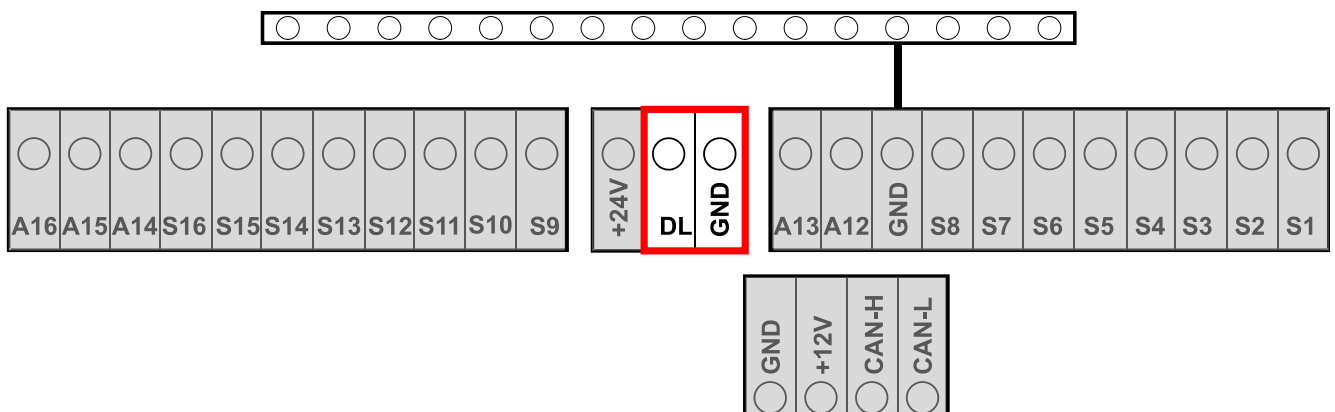 A16 A15 A14 S16 S15 S14 S13 S12 S11 S10 S9 +24V DL GND A13 A12 GND S8 S7 S6 S5 S4 S3 S2 S1
GND +12V CAN-H CAN-L